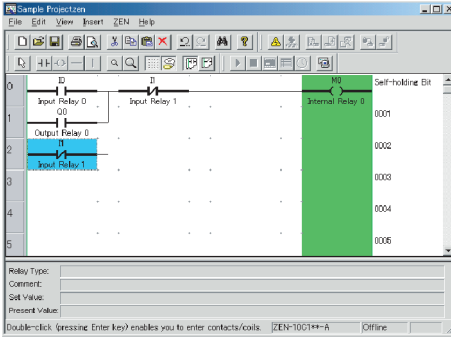 Sample Projectzen
File Edit View Insert ZEN Help
0 I0 I1 M0 Self-holding Bit
Input Relay 0 Input Relay 1 Internal Relay 0
1 Q0 0001
Output Relay 0
2 I1 0002
Input Relay 1
3 0003
4 0004
5 0005
Relay Type:
Comment:
Set Value:
Present Value:
Double-click (pressing Enter key) enables you to enter contacts/coils. ZEN-10C1**-A Offline